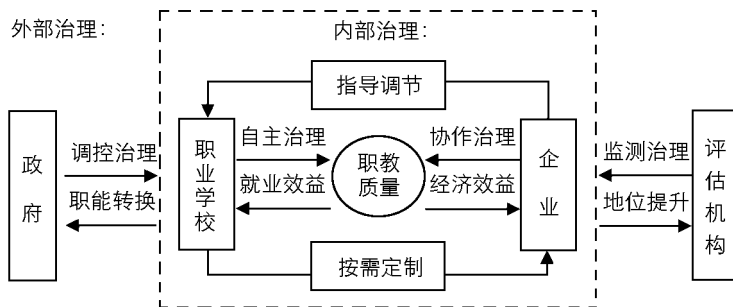 外部治理：
内部治理：
指导调节
政府
调控治理
职能转换
职业学校
自主治理
就业效益
职教
质量
协作治理
经济效益
企业
监测治理
地位提升
评估机构
按需定制